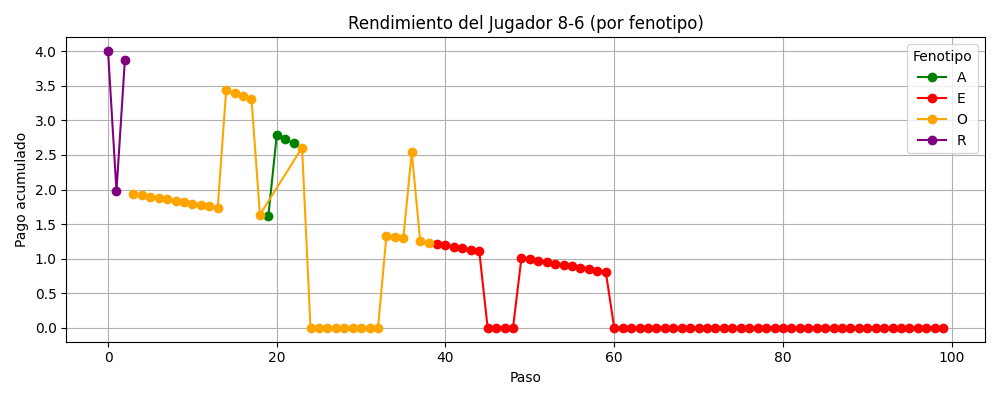 Rendimiento del Jugador 8-6 (por fenotipo)
Pago acumulado
4.0
3.5
3.0
2.5
2.0
1.5
1.0
0.5
0.0
Fenotipo
A
E
O
R
0
20
40
60
80
100
Paso